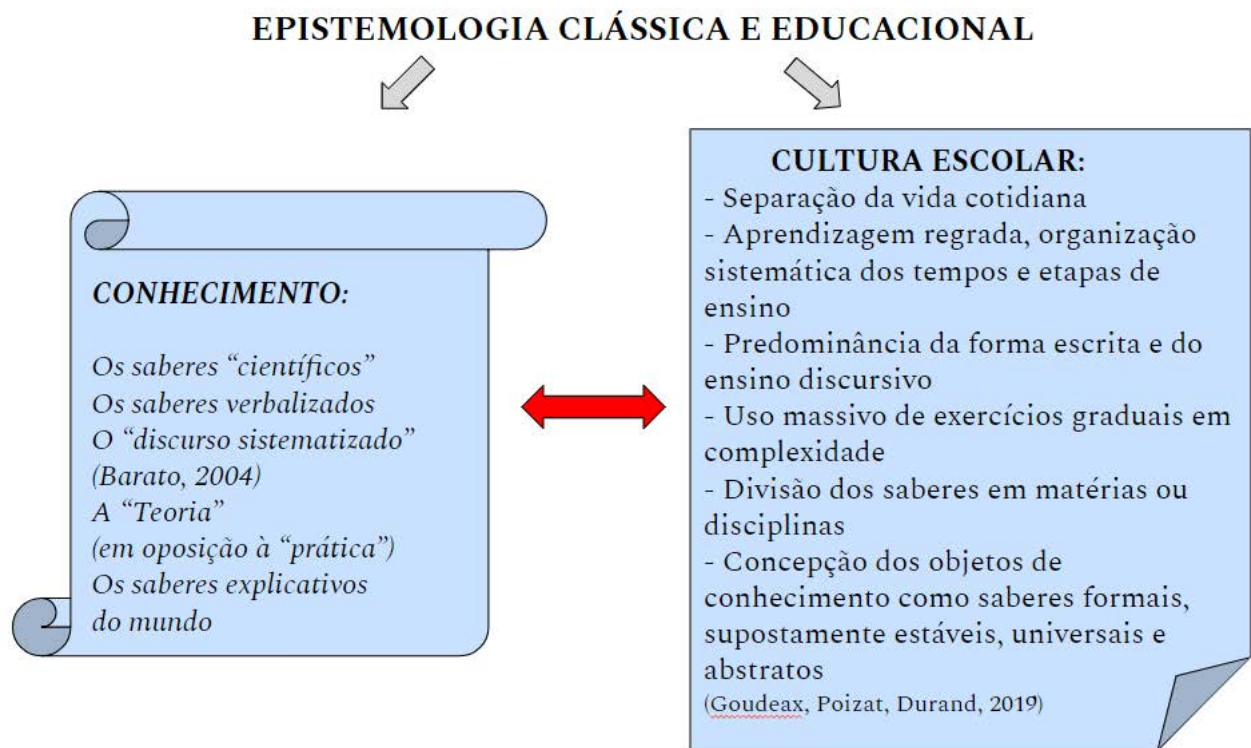 EPISTEMOLOGIA CLÁSSICA E EDUCACIONAL
CONHECIMENTO:
Os saberes “científicos”
Os saberes verbalizados
O “discurso sistematizado”
(Barato, 2004)
A “Teoria”
(em oposição à “prática”)
Os saberes explicativos
do mundo
CULTURA ESCOLAR:
- Separação da vida cotidiana
- Aprendizagem regrada, organização
sistemática dos tempos e etapas de
ensino
- Predominância da forma escrita e do
ensino discursivo
- Uso massivo de exercícios graduais em
complexidade
- Divisão dos saberes em matérias ou
disciplinas
- Concepção dos objetos de
conhecimento como saberes formais,
supostamente estáveis, universais e
abstratos
(Goudeax, Poizat, Durand, 2019)